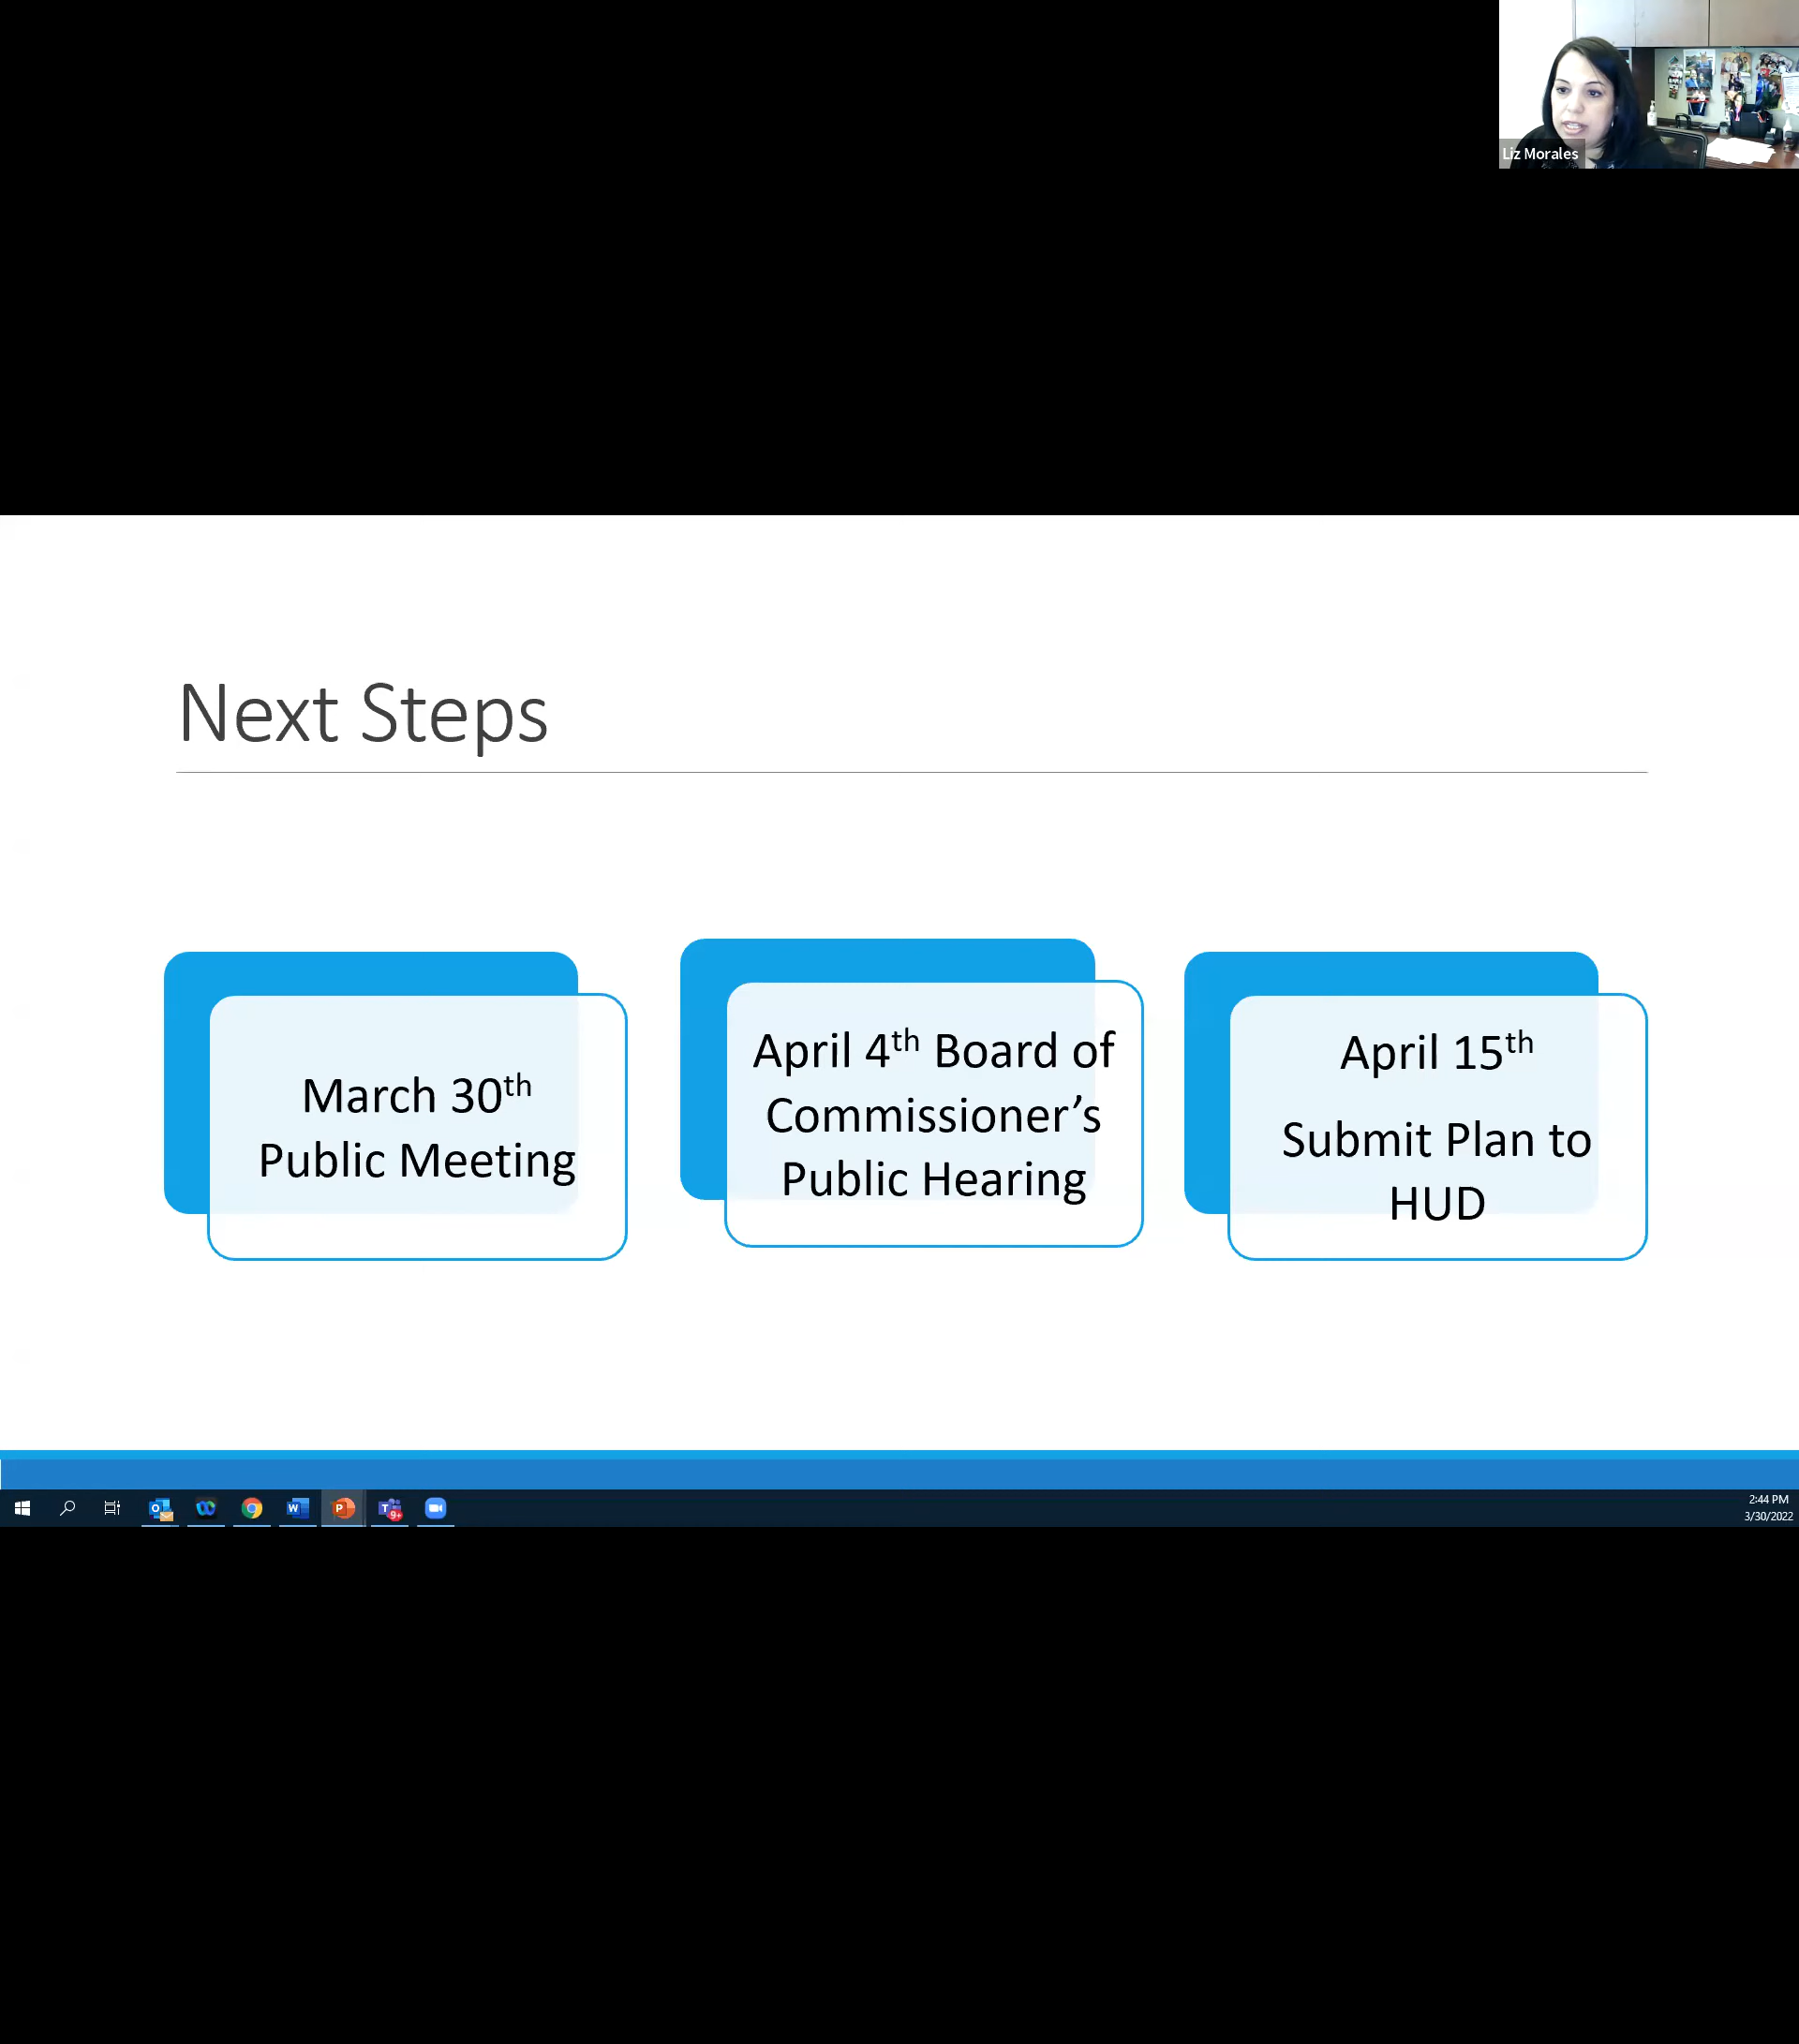 Liz Morales
Next Steps
March 30th
Public Meeting
April 4th Board of
Commissioner’s
Public Hearing
April 15th
Submit Plan to
HUD
9+
2:44 PM
3/30/2022